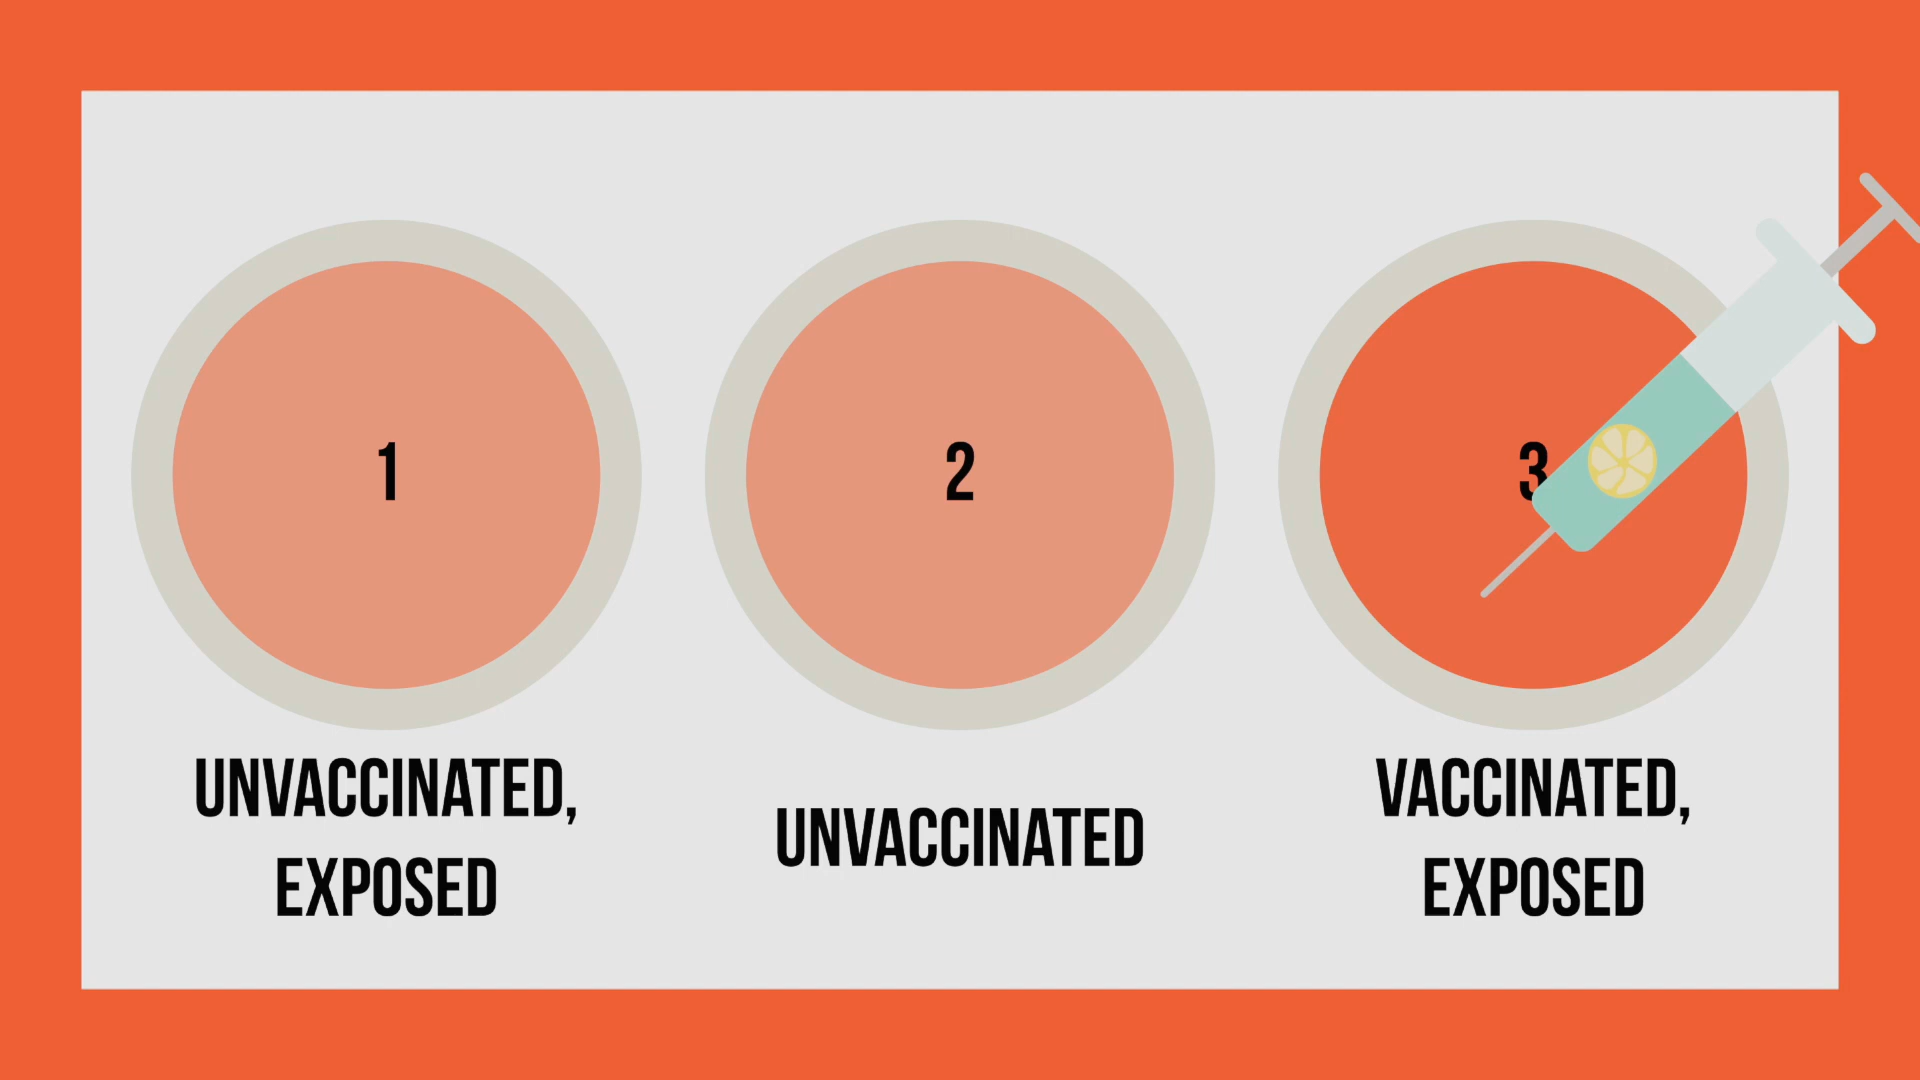 1
2
3
UNVACCINATED,
EXPOSED
UNVACCINATED
VACCINATED,
EXPOSED